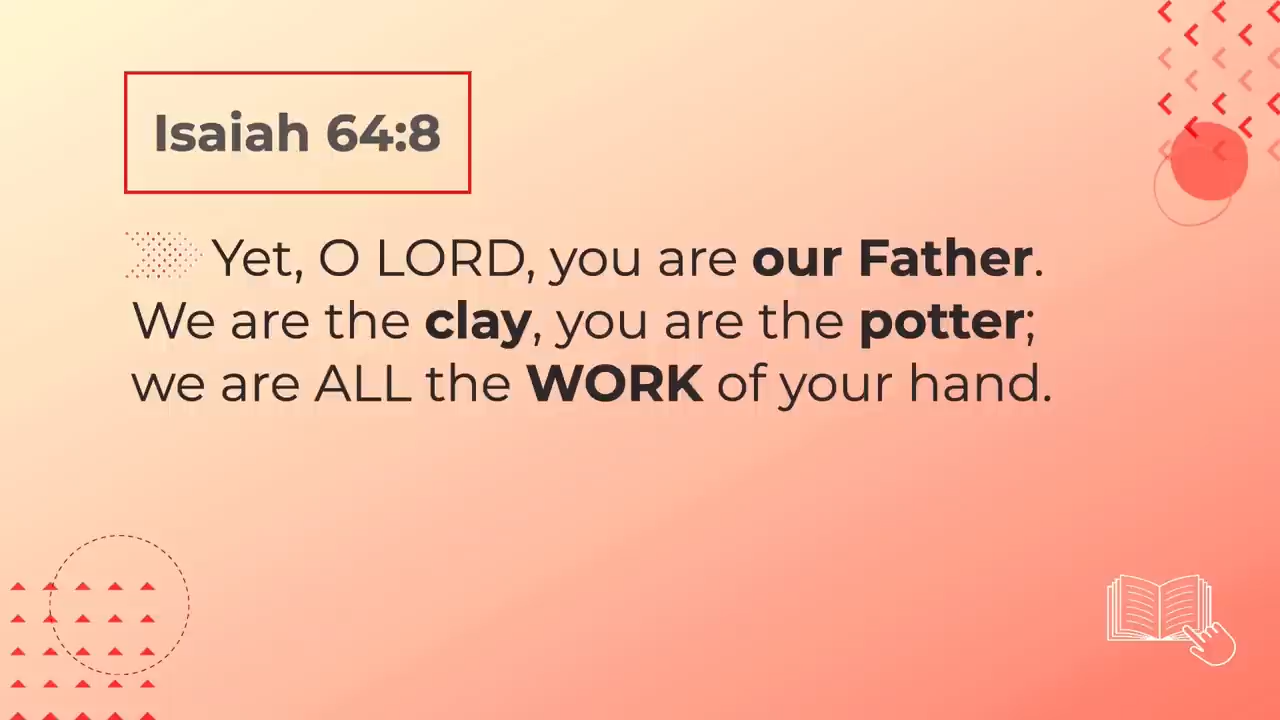 Isaiah 64:8
Yet, O LORD, you are our Father.
We are the clay, you are the potter;
we are ALL the WORK of your hand.